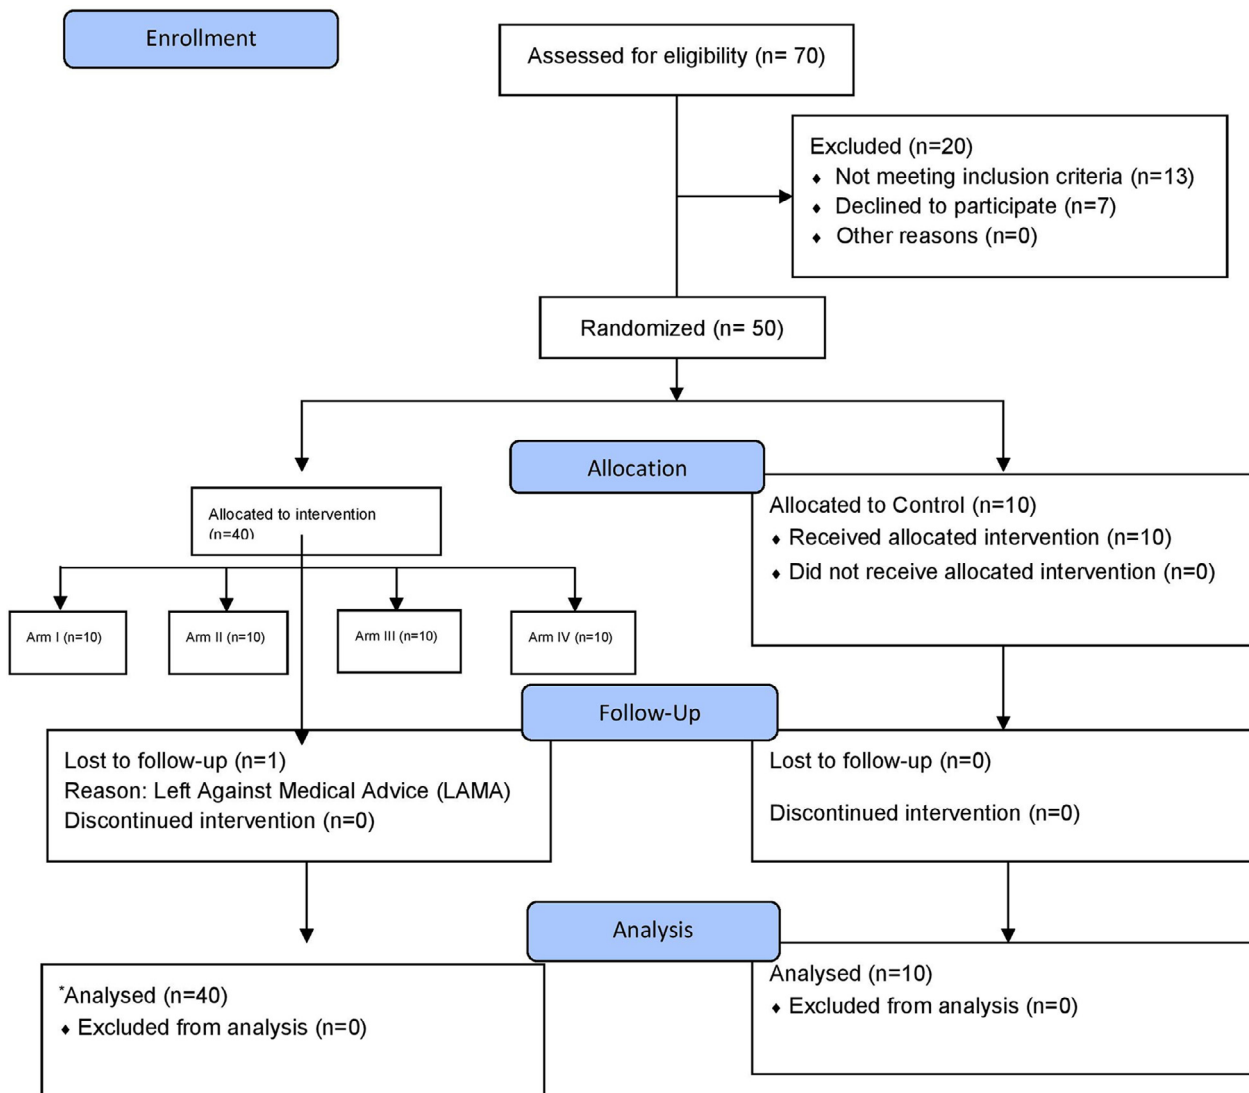 Enrollment
Assessed for eligibility (n= 70)
Excluded (n=20)
♦ Not meeting inclusion criteria (n=13)
♦ Declined to participate (n=7)
♦ Other reasons (n=0)
Randomized (n= 50)
Allocation
Allocated to intervention
(n=40)
Arm I (n=10)
Arm II (n=10)
Arm III (n=10)
Arm IV (n=10)
Allocated to Control (n=10)
♦ Received allocated intervention (n=10)
♦ Did not receive allocated intervention (n=0)
Follow-Up
Lost to follow-up (n=1)
Reason: Left Against Medical Advice (LAMA)
Discontinued intervention (n=0)
Lost to follow-up (n=0)
Discontinued intervention (n=0)
Analysis
*Analysed (n=40)
♦ Excluded from analysis (n=0)
Analysed (n=10)
♦ Excluded from analysis (n=0)